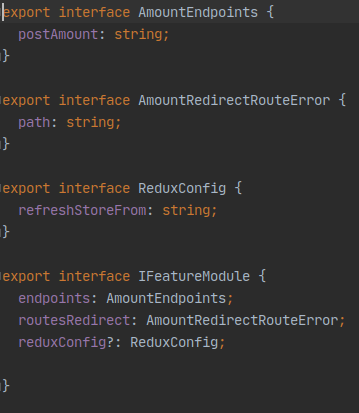 export interface AmountEndpoints {
  postAmount: string;
}

export interface AmountRedirectRouteError {
  path: string;
}

export interface ReduxConfig {
  refreshStoreFrom: string;
}

export interface IFeatureModule {
  endpoints: AmountEndpoints;
  routesRedirect: AmountRedirectRouteError;
  reduxConfig?: ReduxConfig;

}